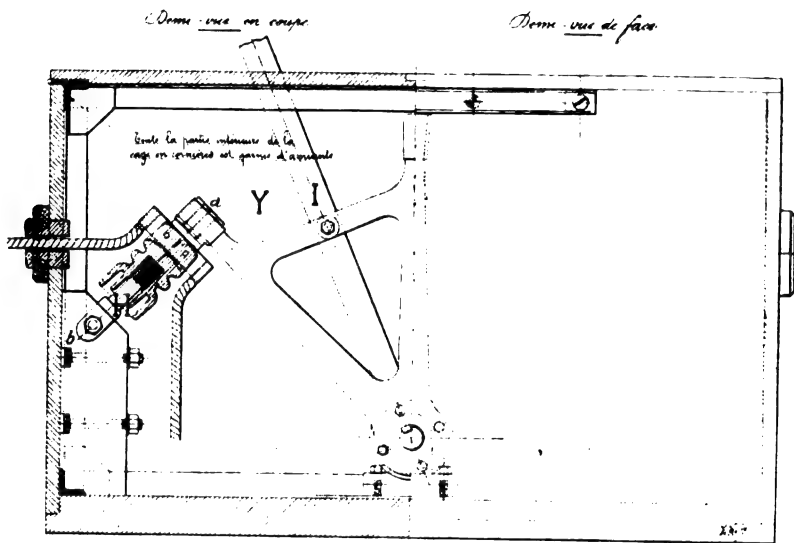 Demi-vue en coupe.
Demi-vue de face.
toute la partie intérieure de la
cage en cornières est garnie d'amiante
a
Y I
H
b